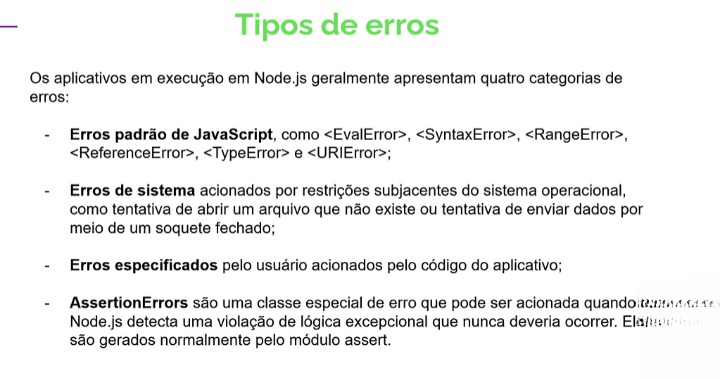 Tipos de erros
Os aplicativos em execução em Node.js geralmente apresentam quatro categorias de
erros:
- Erros padrão de JavaScript, como <EvalError>, <SyntaxError>, <RangeError>,
<ReferenceError>, <TypeError> e <URIError>;
- Erros de sistema acionados por restrições subjacentes do sistema operacional,
como tentativa de abrir um arquivo que não existe ou tentativa de enviar dados por
meio de um soquete fechado;
- Erros especificados pelo usuário acionados pelo código do aplicativo;
- AssertionErrors são uma classe especial de erro que pode ser acionada quando
Node.js detecta uma violação de lógica excepcional que nunca deveria ocorrer.
são gerados normalmente pelo módulo assert.